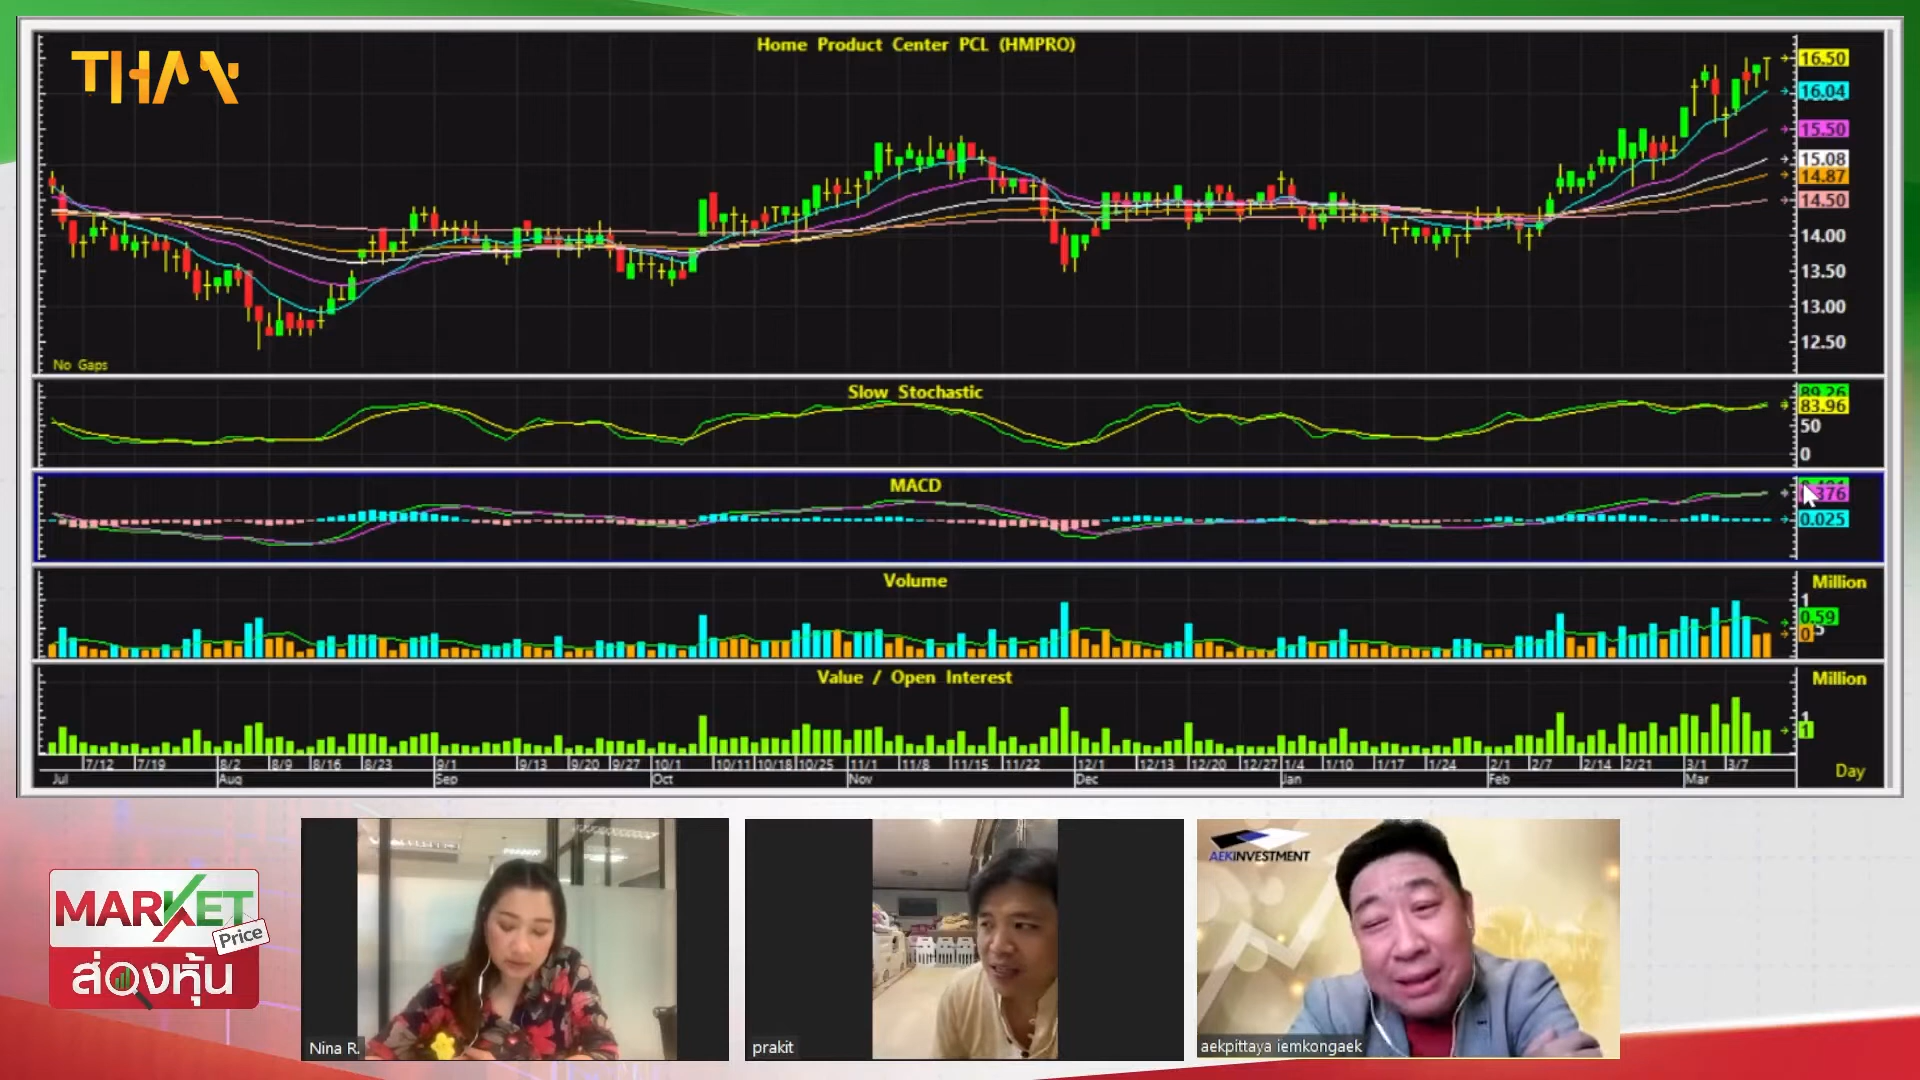 THAN
Home Product Center PCL (HMPRO)
16.50
16.04
15.50
15.08
14.87
14.50
14.00
13.50
13.00
12.50
No Gaps
Slow Stochastic
89.26
83.96
50
0
MACD
0.025
Volume
Million
1
0.59
Value / Open Interest
Million
1
1
7/12 7/19 8/2 8/9 8/16 8/23 9/1 9/13 9/20 9/27 10/1 10/11 10/18 10/25 11/1 11/8 11/15 11/22 12/1 12/13 12/20 12/27 1/4 1/10 1/17 1/24 2/1 2/7 2/14 2/21 3/1 3/7
Jul Aug Sep Oct Nov Dec Jan Feb Mar
Day
MARKET
Price
ส่องหุ้น
Nina R.
prakit
AEKINVESTMENT
aekpittaya iemkongaek